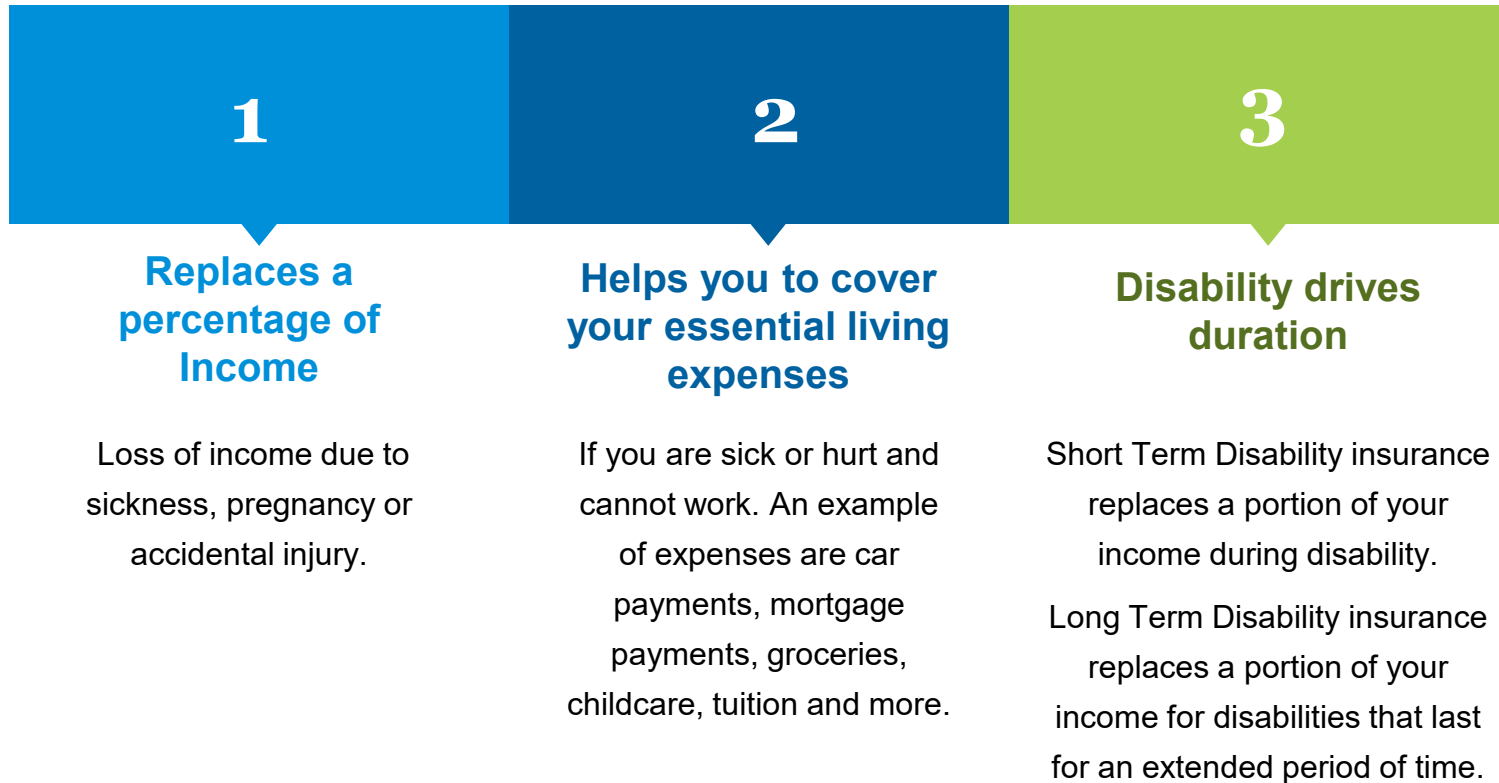 1
Replaces a
percentage of
Income
Loss of income due to
sickness, pregnancy or
accidental injury.
2
Helps you to cover
your essential living
expenses
If you are sick or hurt and
cannot work. An example
of expenses are car
payments, mortgage
payments, groceries,
childcare, tuition and more.
3
Disability drives
duration
Short Term Disability insurance
replaces a portion of your
income during disability.
Long Term Disability insurance
replaces a portion of your
income for disabilities that last
for an extended period of time.